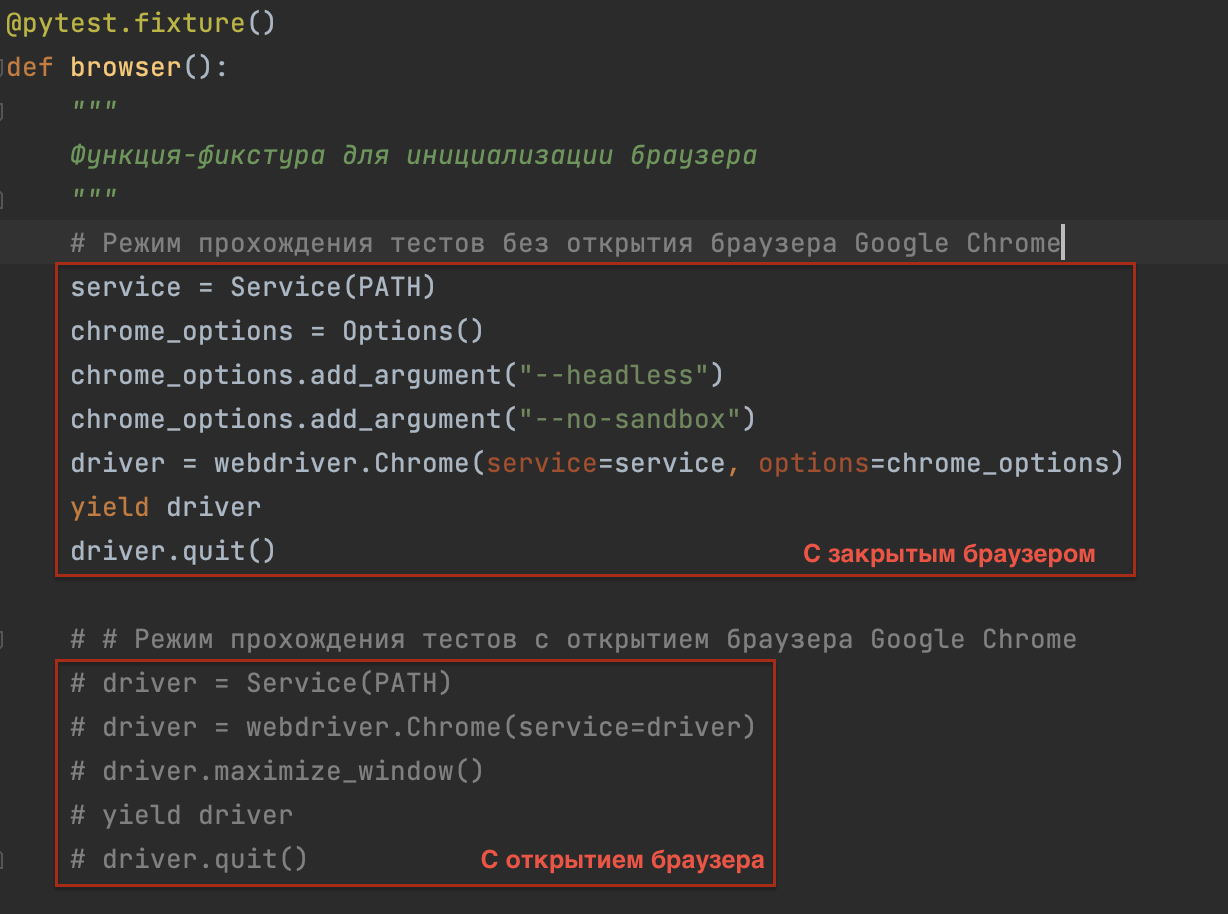 @pytest.fixture()
def browser():
"""
Функция-фикстура для инициализации браузера
"""
# Режим прохождения тестов без открытия браузера Google Chrome
service = Service(PATH)
chrome_options = Options()
chrome_options.add_argument("--headless")
chrome_options.add_argument("--no-sandbox")
driver = webdriver.Chrome(service=service, options=chrome_options)
yield driver
driver.quit()
С закрытым браузером
# # Режим прохождения тестов с открытием браузера Google Chrome
# driver = Service(PATH)
# driver = webdriver.Chrome(service=driver)
# driver.maximize_window()
# yield driver
# driver.quit()
С открытием браузера